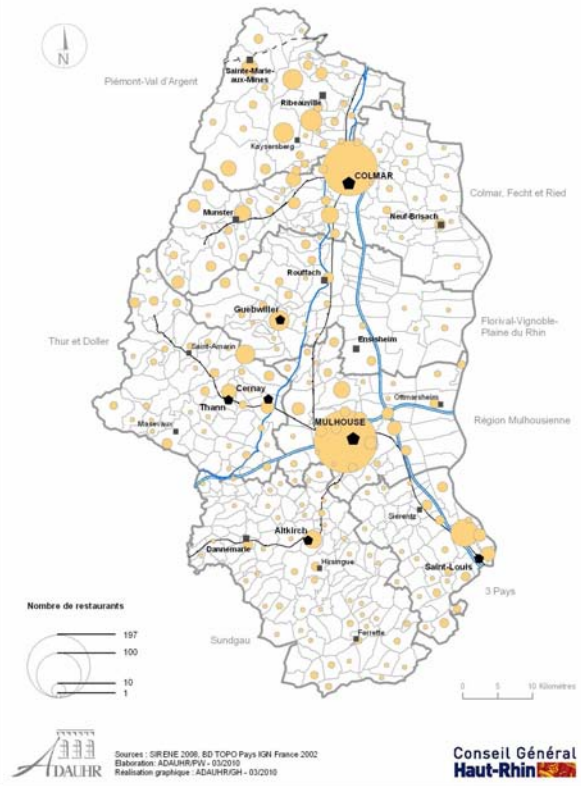 N
Sainte-Marie-
aux-Mines
Piémont-Val d'Argent
Ribeauville
Kaysersberg
COLMAR
Colmar, Fecht et Ried
Munster
Neuf-Brisach
Rouffach
Guebwiller
Florival-Vignoble-
Plaine du Rhin
Ensisheim
Thur et Doller
Saint-Amarin
Cernay
Ottmarsheim
Thann
Région Mulhousienne
Masevaux
MULHOUSE
Sierentz
Altkirch
Dannemarie
Hirsingue
Saint-Louis
3 Pays
Nombre de restaurants
197
100
10
1
Sundgau
Ferrette
0 5 10 Kilomètres
ADAUHR
Sources : SIRENE 2008, BD TOPO Pays IGN France 2002
Elaboration: ADAUHR/PW - 03/2010
Réalisation graphique : ADAUHR/GH - 03/2010
Conseil Général
Haut-Rhin